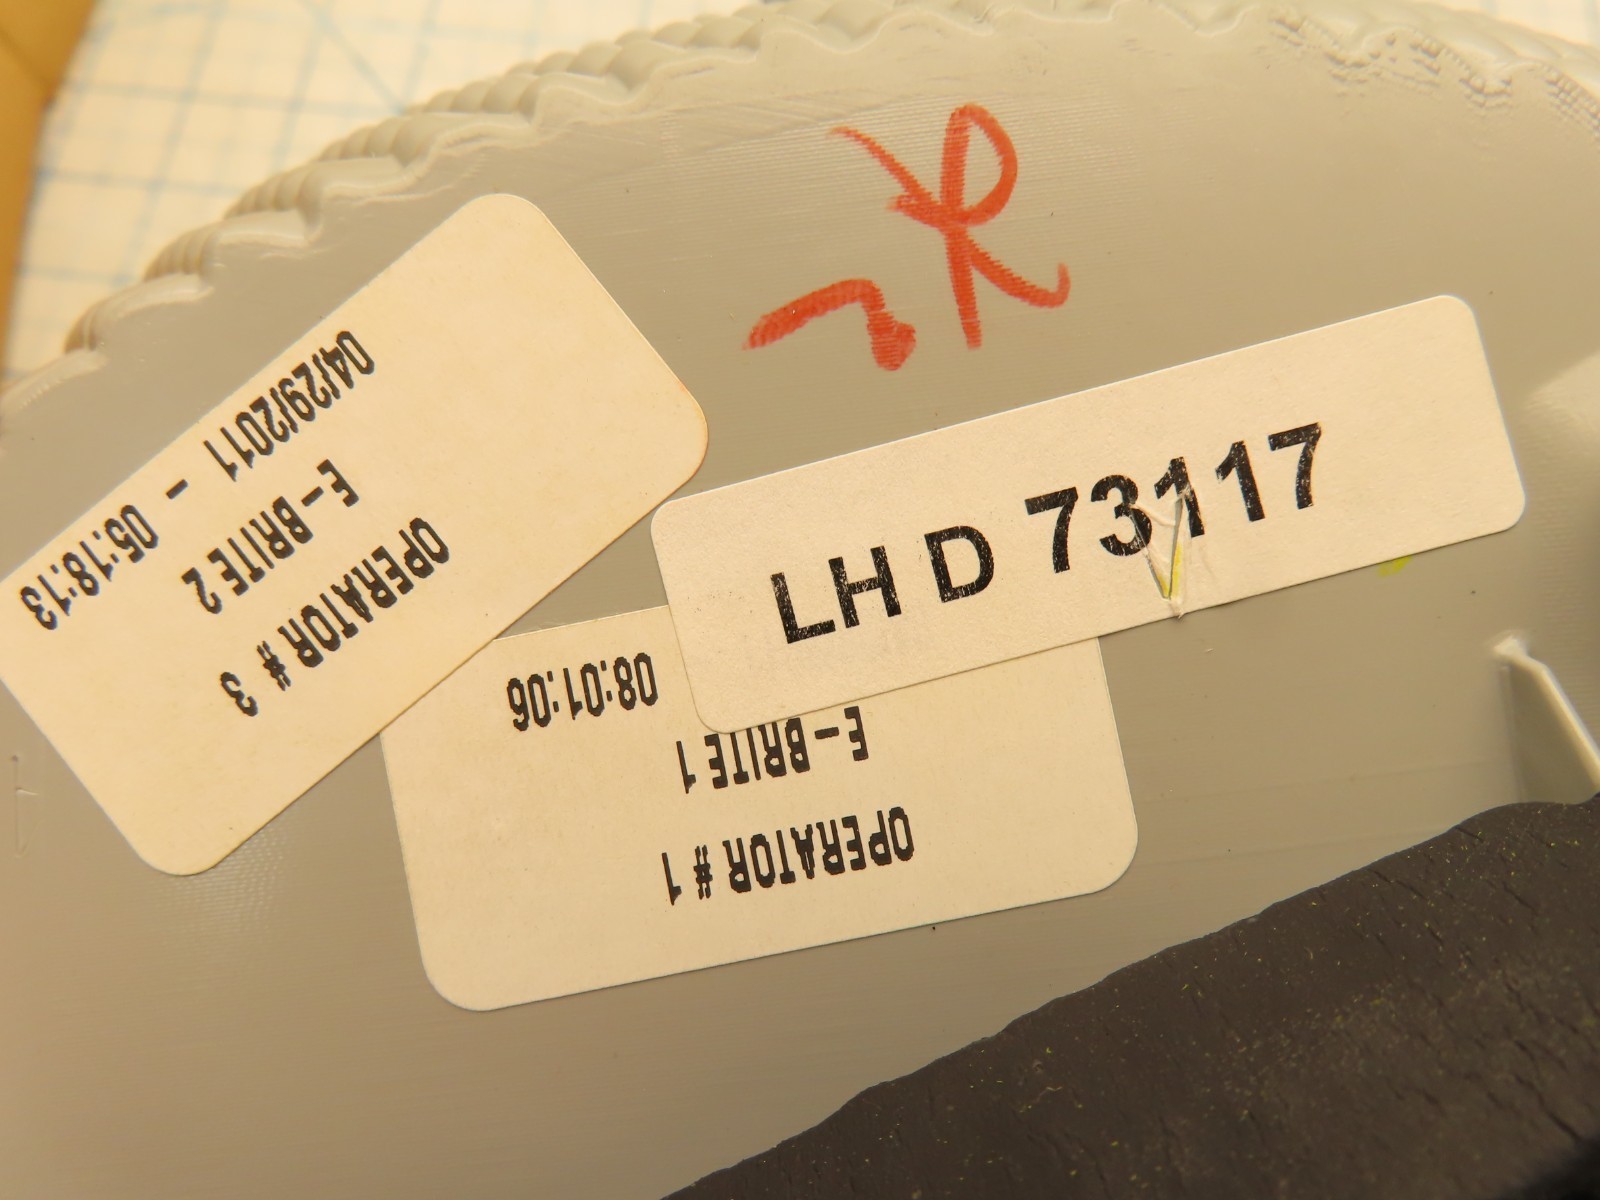 OPERATOR # 3
E-BRITE 2
04/29/2011 - 05:18:13
LH D 73117
OPERATOR # 1
E-BRITE 1
08:01:06